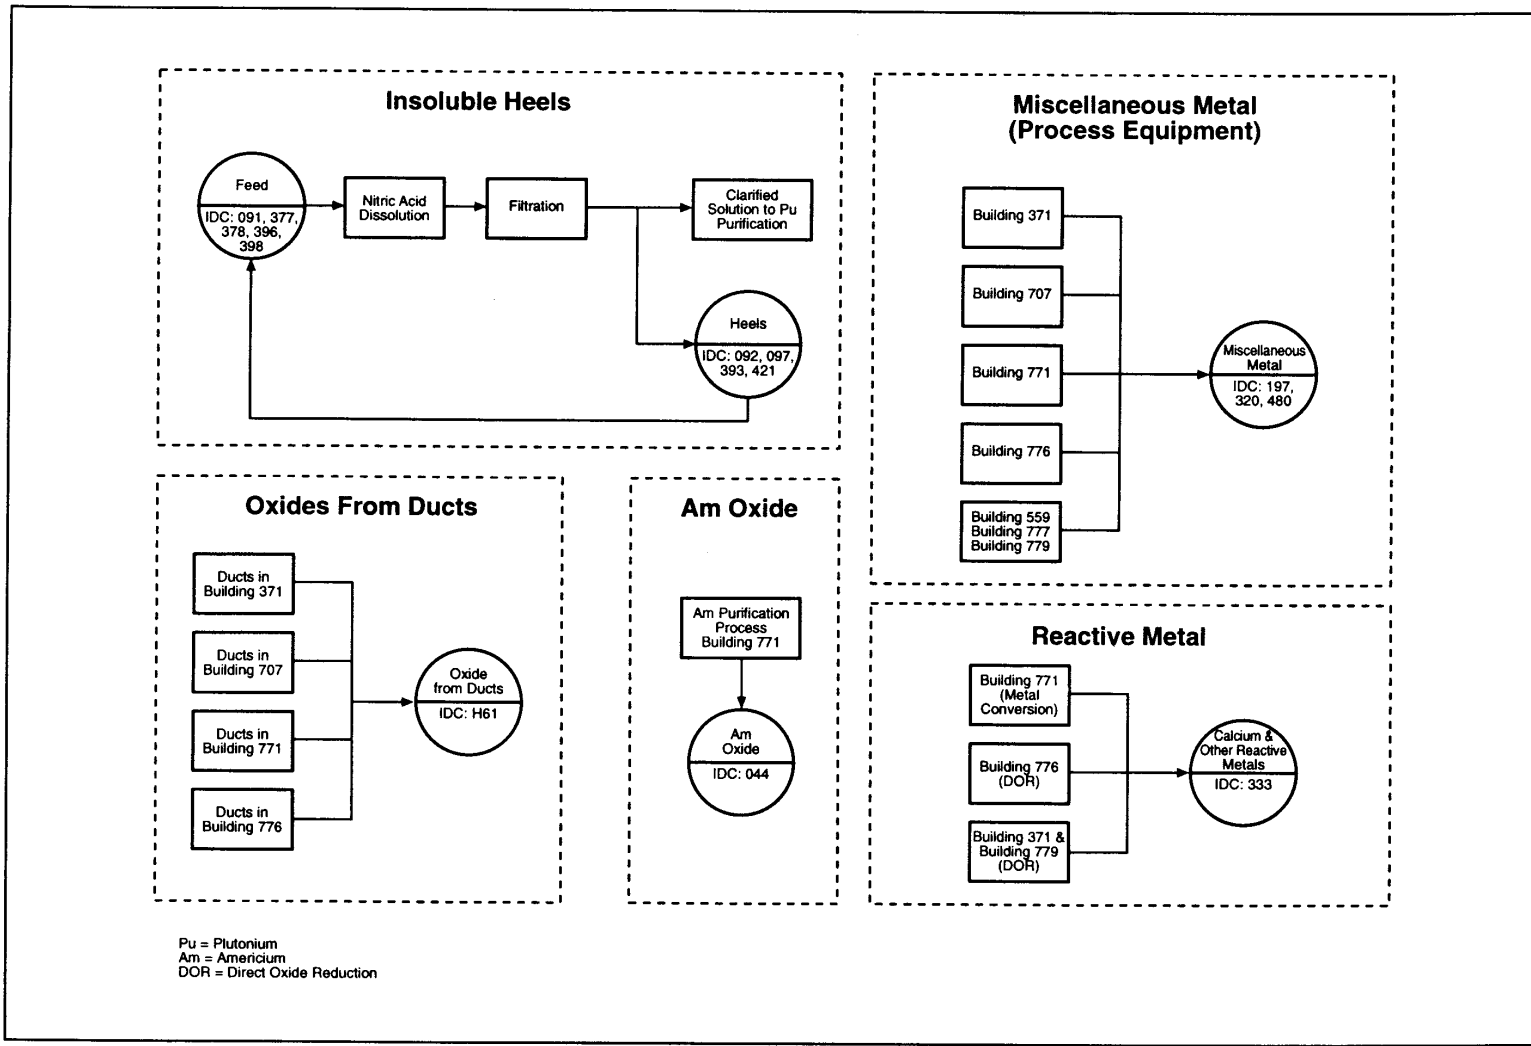 Insoluble Heels
Feed
IDC: 091, 377,
378, 396,
398
Nitric Acid
Dissolution
Filtration
Clarified
Solution to Pu
Purification
Heels
IDC: 092, 097,
393, 421
Miscellaneous Metal
(Process Equipment)
Building 371
Building 707
Building 771
Building 776
Building 559
Building 777
Building 779
Miscellaneous
Metal
IDC: 197,
320, 480
Oxides From Ducts
Ducts in
Building 371
Ducts in
Building 707
Ducts in
Building 771
Ducts in
Building 776
Oxide
from Ducts
IDC: H61
Am Oxide
Am Purification
Process
Building 771
Am
Oxide
IDC: 044
Reactive Metal
Building 771
(Metal
Conversion)
Building 776
(DOR)
Building 371 &
Building 779
(DOR)
Calcium &
Other Reactive
Metals
IDC: 333
Pu = Plutonium
Am = Americium
DOR = Direct Oxide Reduction